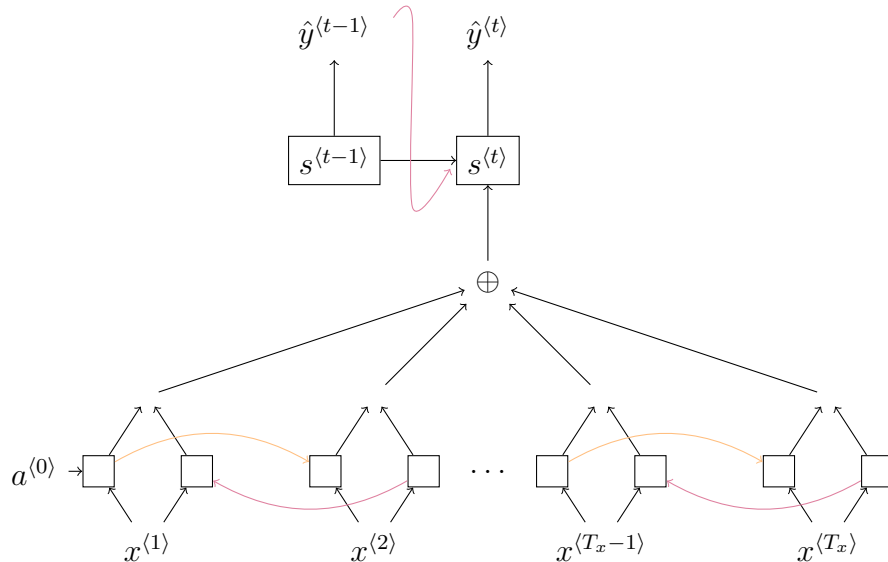 ŷ⟨t−1⟩ ŷ⟨t⟩
s⟨t−1⟩ s⟨t⟩
⊕
a⟨0⟩ ⋯
x⟨1⟩ x⟨2⟩ x⟨Tₓ−1⟩ x⟨Tₓ⟩